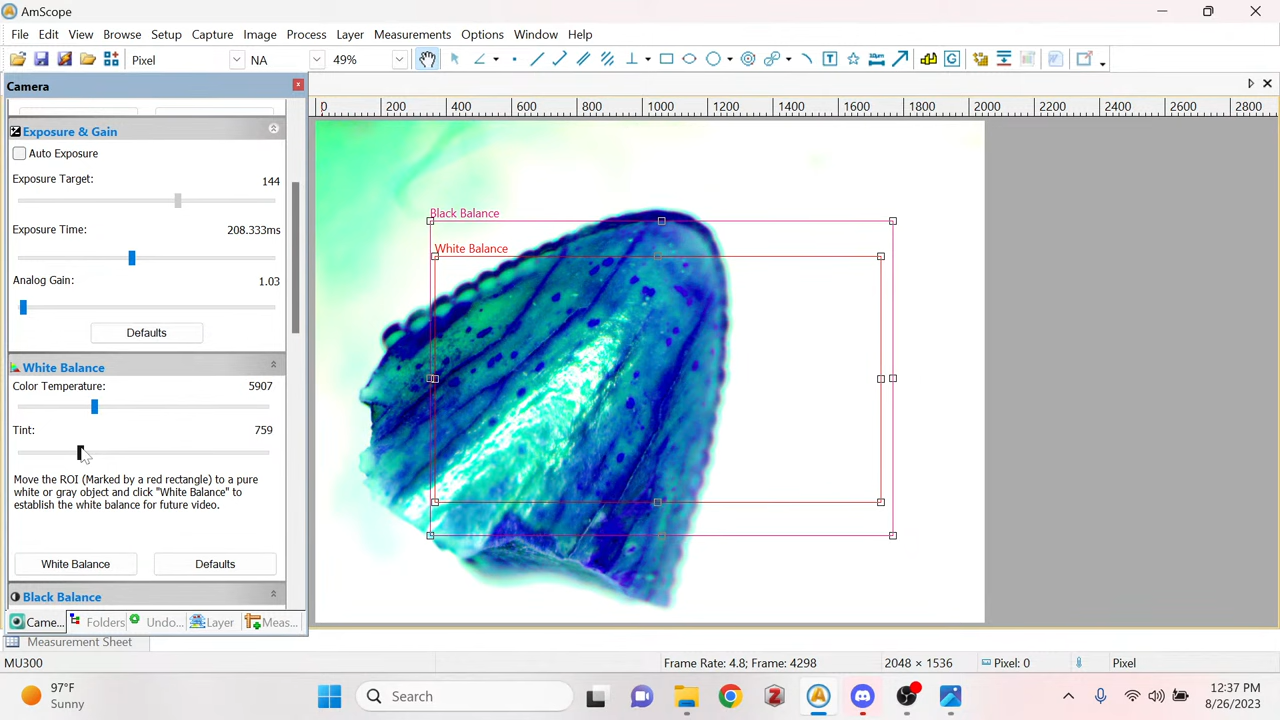 AmScope
File Edit View Browse Setup Capture Image Process Layer Measurements Options Window Help
Pixel NA 49%
Camera
0 200 400 600 800 1000 1200 1400 1600 1800 2000 2200 2400 2600 2800
Exposure & Gain
Auto Exposure
Exposure Target: 144
Exposure Time: 208.333ms
Analog Gain: 1.03
Defaults
White Balance
Color Temperature: 5907
Tint: 759
Move the ROI (Marked by a red rectangle) to a pure
white or gray object and click "White Balance" to
establish the white balance for future video.
White Balance Defaults
Black Balance
Black Balance
White Balance
Came... Folders Undo... Layer Meas...
Measurement Sheet
MU300 Frame Rate: 4.8; Frame: 4298 2048 × 1536 Pixel: 0 Pixel
97°F
Sunny
Search
12:37 PM
8/26/2023